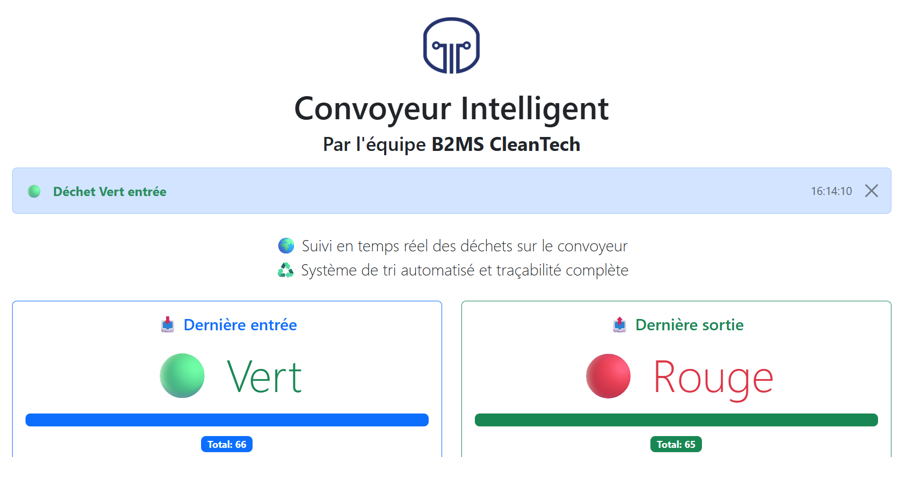 Convoyeur Intelligent
Par l'équipe B2MS CleanTech
Déchet Vert entrée
16:14:10
Suivi en temps réel des déchets sur le convoyeur
Système de tri automatisé et traçabilité complète
Dernière entrée
Vert
Total: 66
Dernière sortie
Rouge
Total: 65